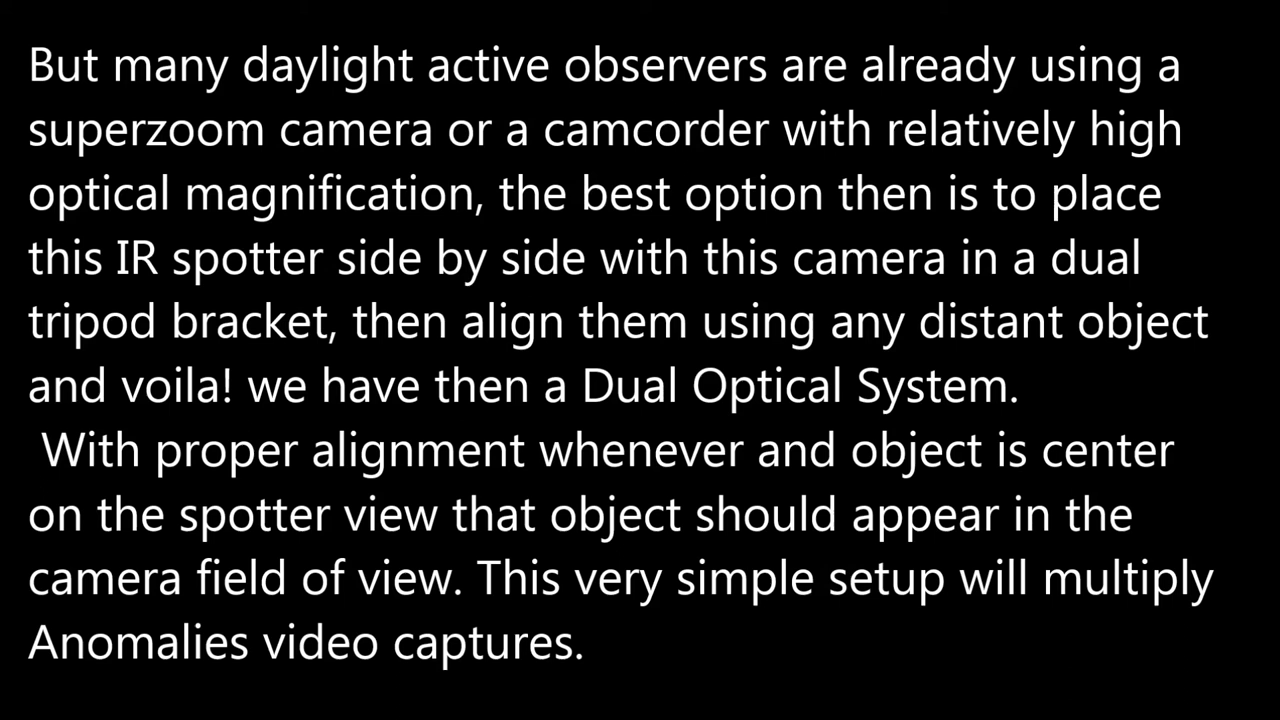 But many daylight active observers are already using a
superzoom camera or a camcorder with relatively high
optical magnification, the best option then is to place
this IR spotter side by side with this camera in a dual
tripod bracket, then align them using any distant object
and voila! we have then a Dual Optical System.
With proper alignment whenever and object is center
on the spotter view that object should appear in the
camera field of view. This very simple setup will multiply
Anomalies video captures.